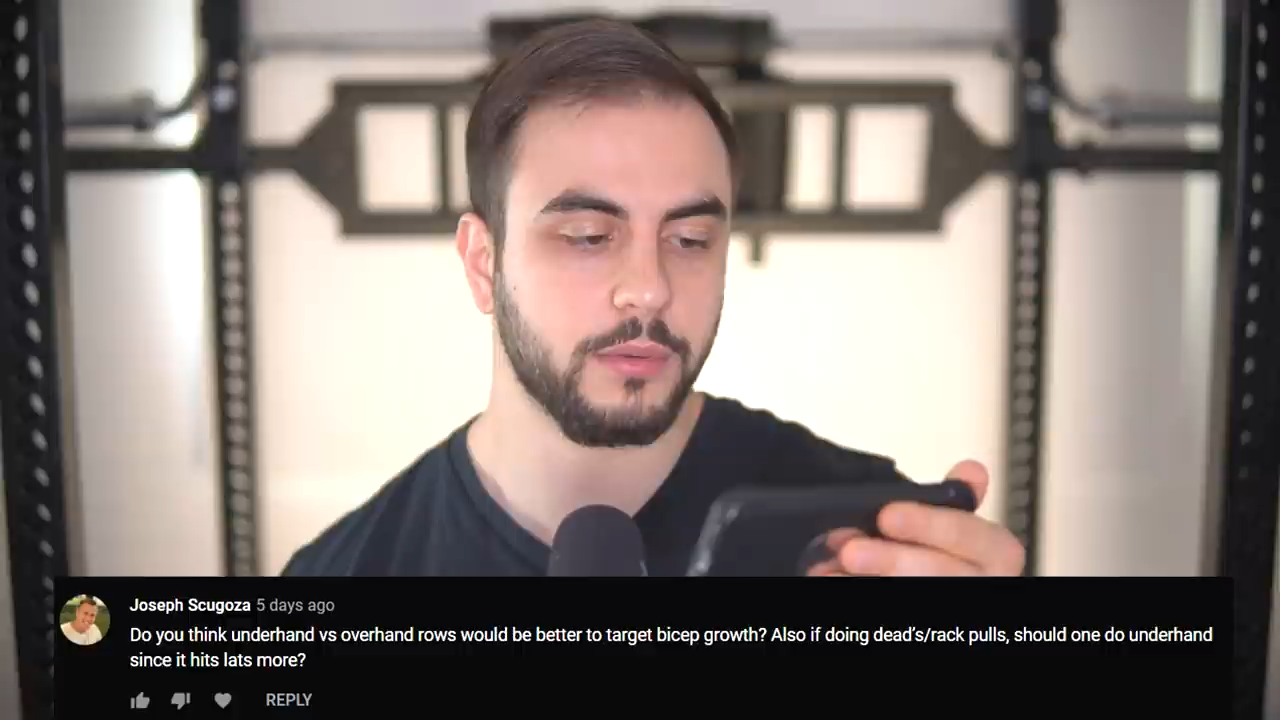 Joseph Scugoza 5 days ago
Do you think underhand vs overhand rows would be better to target bicep growth? Also if doing dead's/rack pulls, should one do underhand
since it hits lats more?
REPLY